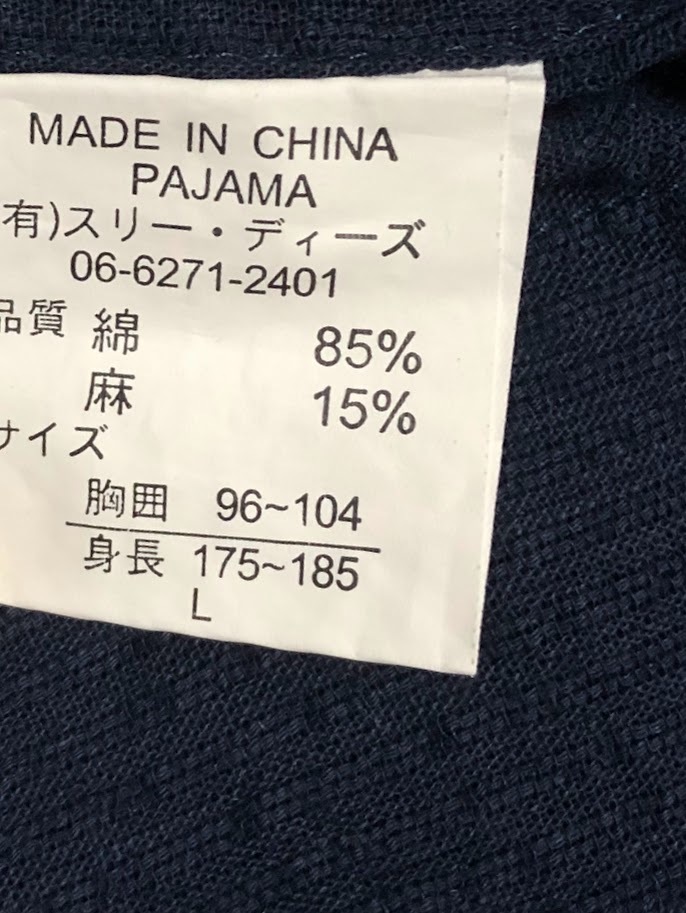 MADE IN CHINA
PAJAMA
有)スリー・ディーズ
06-6271-2401
品質 綿 85%
麻 15%
サイズ
胸囲 96~104
身長 175~185
L